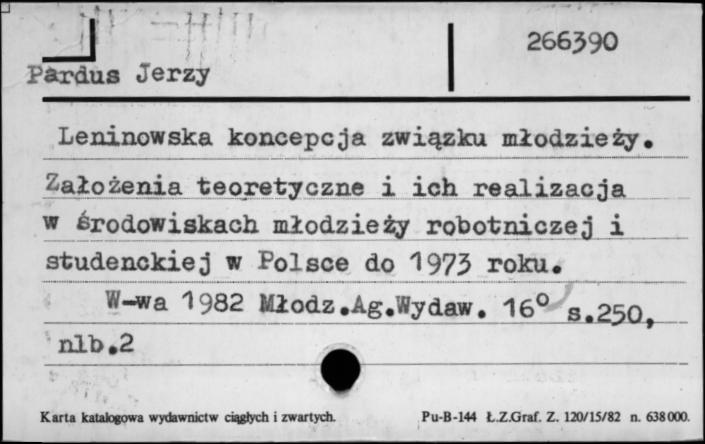 266390
Pardus Jerzy
Leninowska koncepcja związku młodzieży.
Założenia teoretyczne i ich realizacja
w środowiskach młodzieży robotniczej i
studenckiej w Polsce do 1973 roku.
W-wa 1982 Młodz.Ag.Wydaw. 16° s.250,
nlb.2
Karta katalogowa wydawnictw ciągłych i zwartych. Pu-B-144 Ł.Z.Graf. Z. 120/15/82 n. 638000.